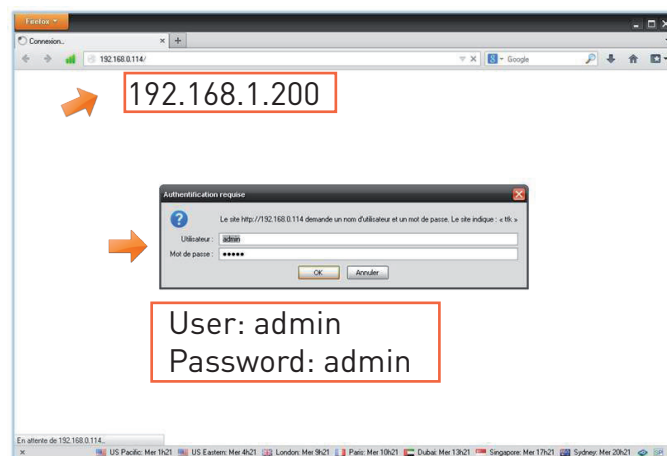 Firefox
Connexion...
192.168.0.114/
Google
192.168.1.200
Authentification requise
Le site http://192.168.0.114 demande un nom d'utilisateur et un mot de passe. Le site indique : « ttk »
Utilisateur : admin
Mot de passe : •••••
OK Annuler
User: admin
Password: admin
En attente de 192.168.0.114...
US Pacific: Mer 1h21 US Eastern: Mer 4h21 London: Mer 9h21 Paris: Mer 10h21 Dubai: Mer 13h21 Singapore: Mer 17h21 Sydney: Mer 20h21